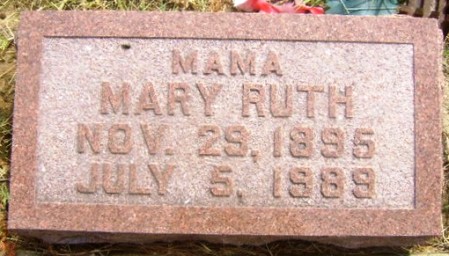 MAMA
MARY RUTH
NOV. 29, 1895
JULY 5, 1989